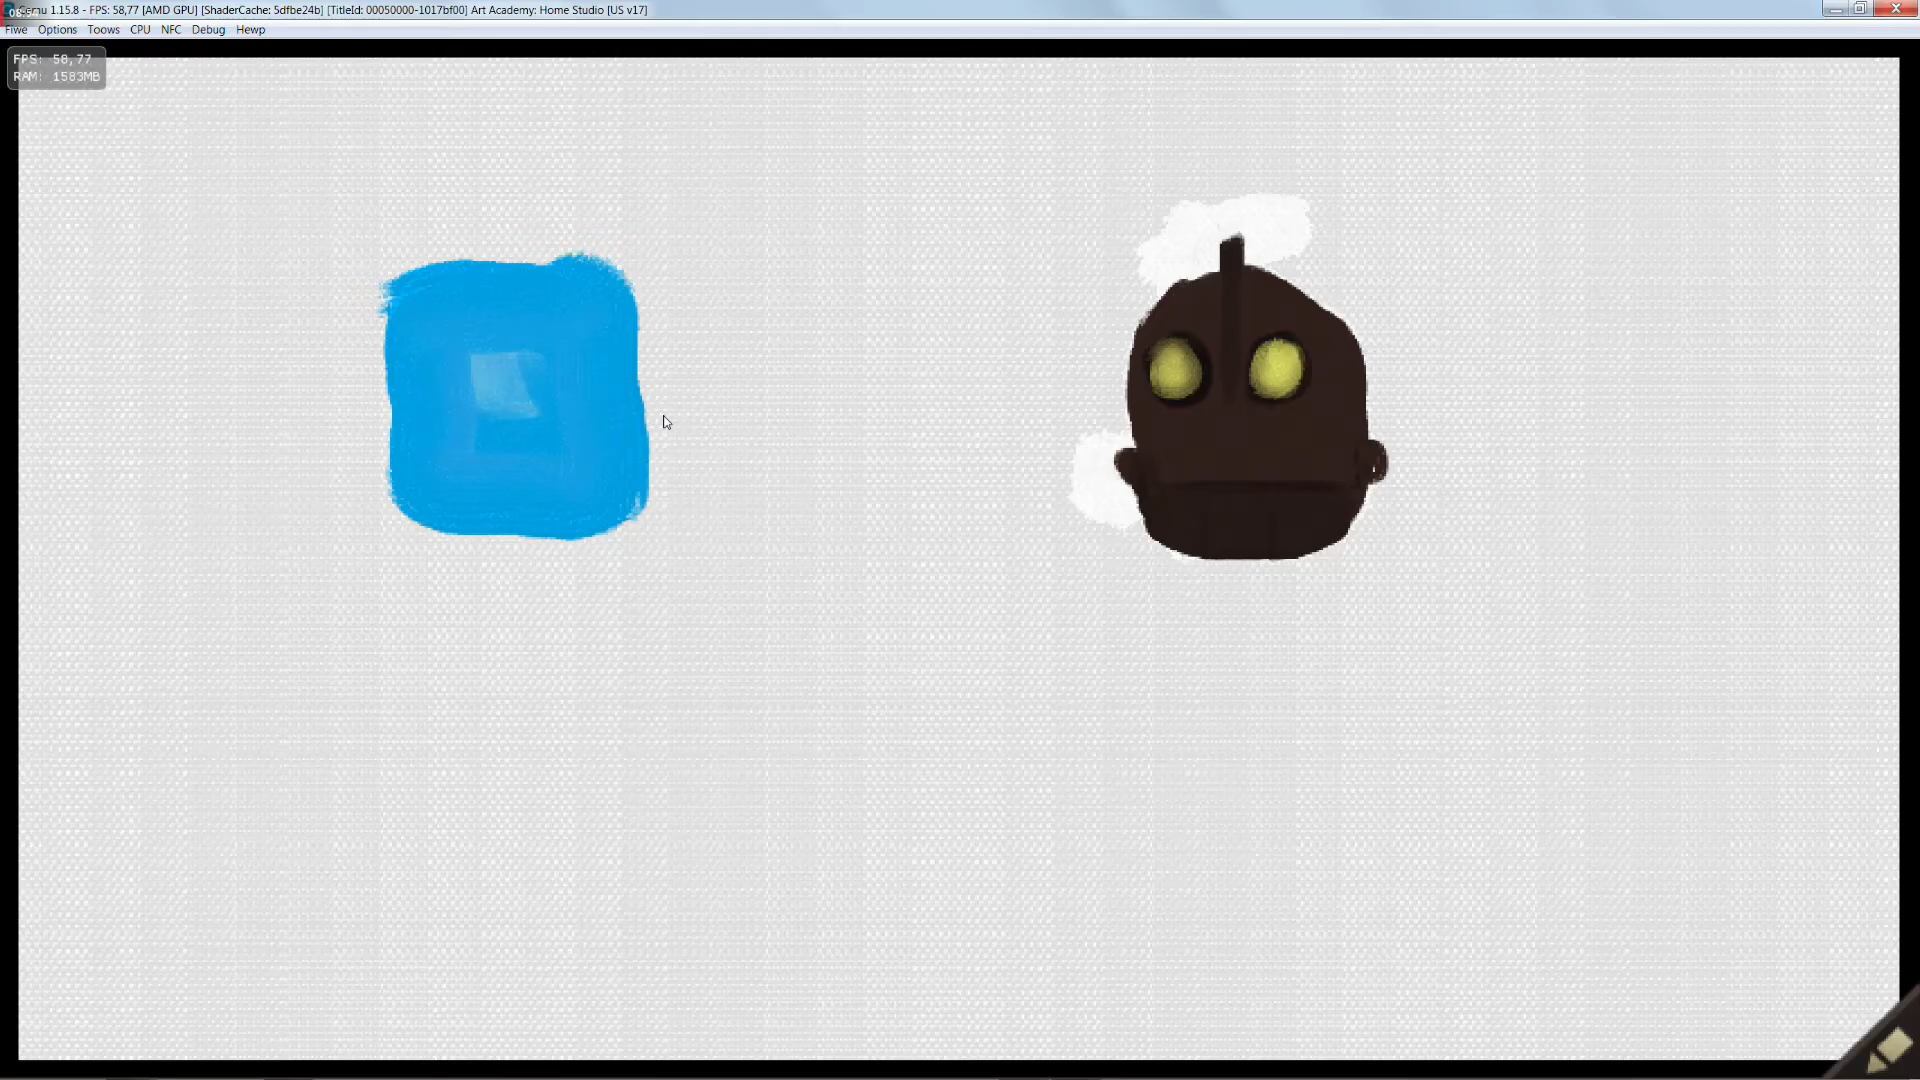 Cemu 1.15.8 - FPS: 58,77 [AMD GPU] [ShaderCache: 5dfbe24b] [TitleId: 00050000-1017bf00] Art Academy: Home Studio [US v17]
Fiwe Options Toows CPU NFC Debug Hewp
FPS: 58,77
RAM: 1583MB